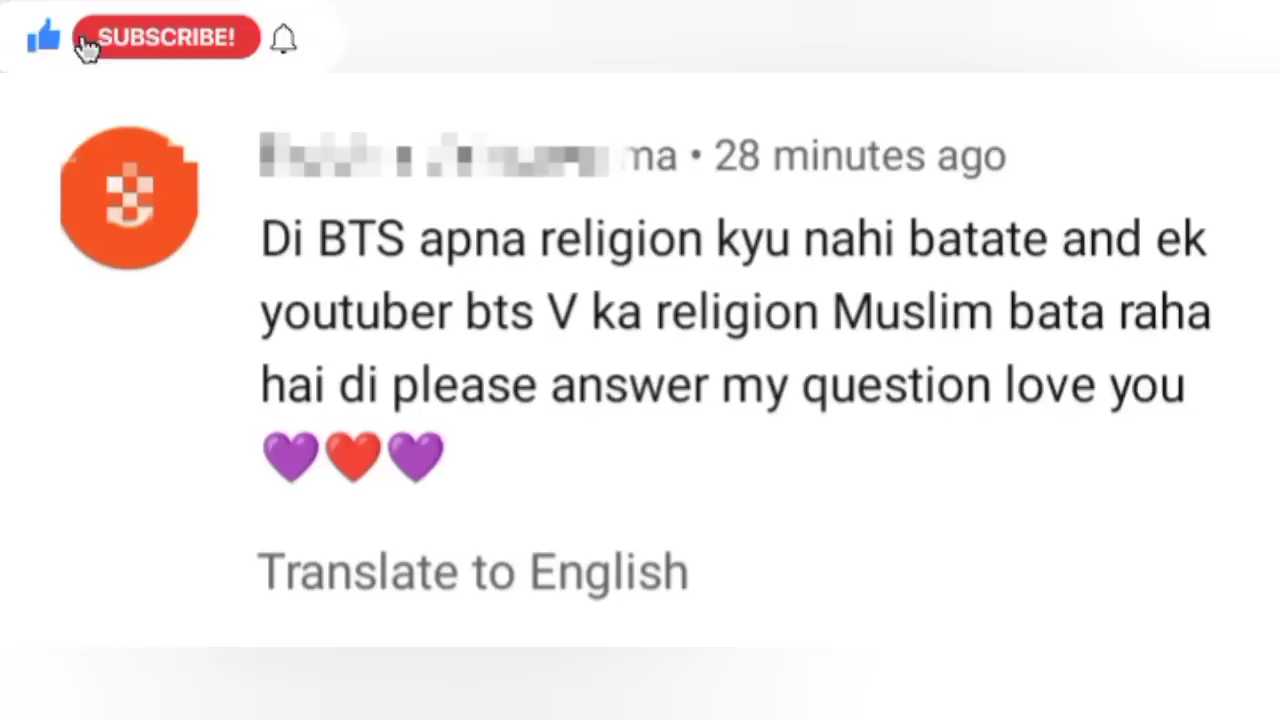 SUBSCRIBE!
ma • 28 minutes ago
Di BTS apna religion kyu nahi batate and ek
youtuber bts V ka religion Muslim bata raha
hai di please answer my question love you
💜❤️💜
Translate to English